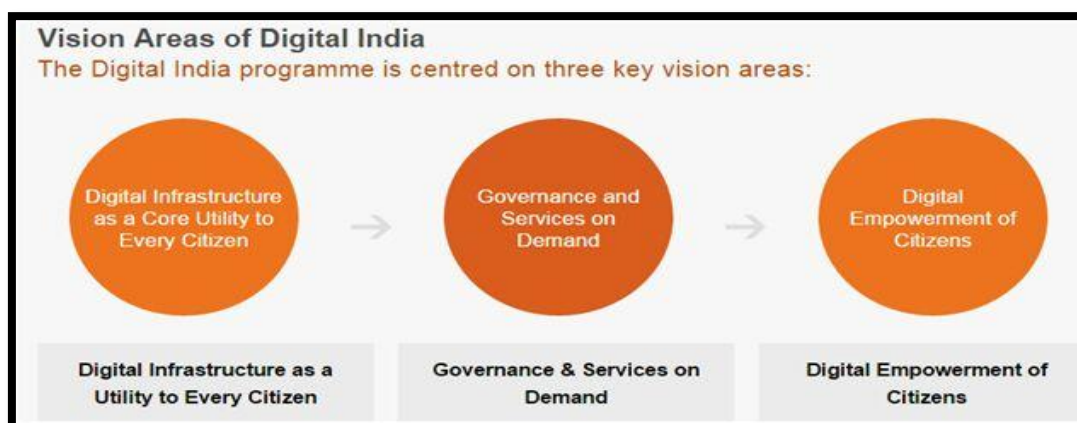 Vision Areas of Digital India
The Digital India programme is centred on three key vision areas:
Digital Infrastructure
as a Core Utility to
Every Citizen
Governance and
Services on
Demand
Digital
Empowerment of
Citizens
Digital Infrastructure as a
Utility to Every Citizen
Governance & Services on
Demand
Digital Empowerment of
Citizens